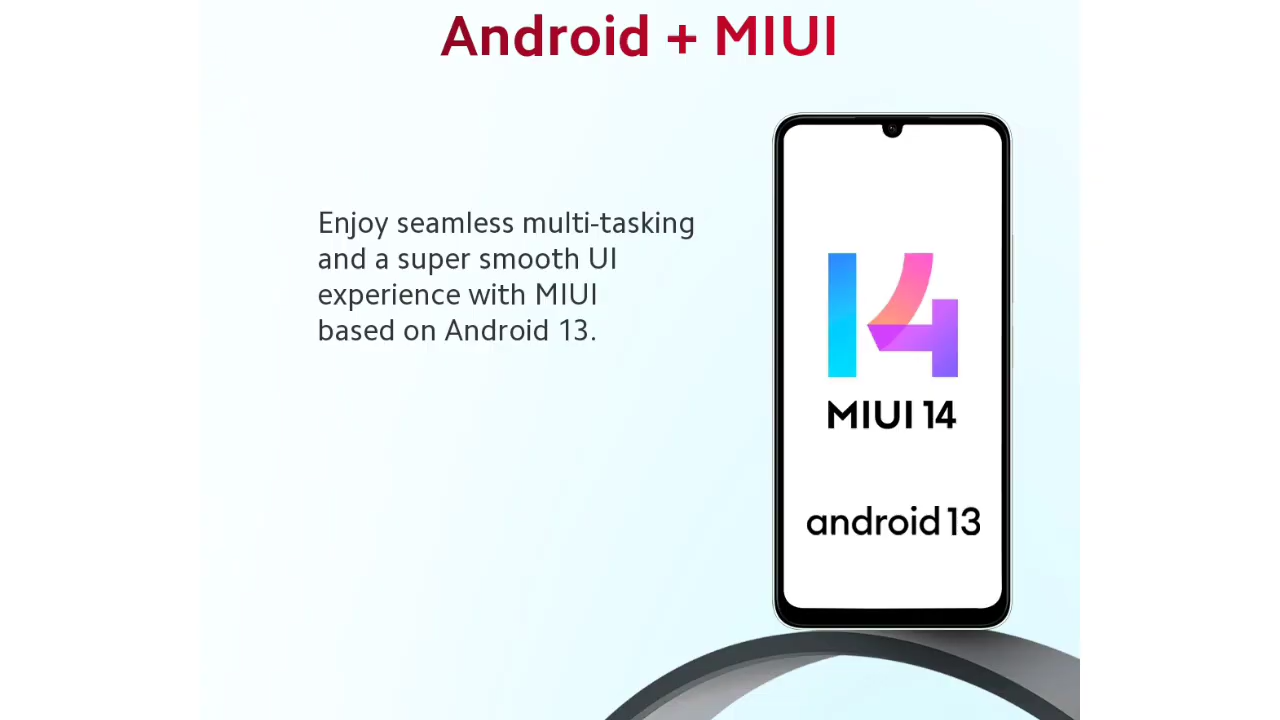 Android + MIUI
Enjoy seamless multi-tasking
and a super smooth UI
experience with MIUI
based on Android 13.
14
MIUI 14
android 13